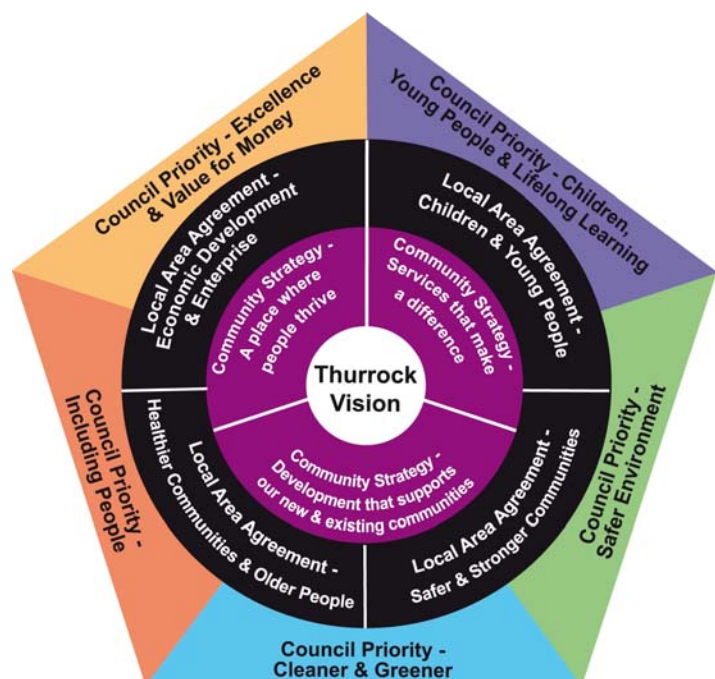 Council Priority - Excellence
& Value for Money
Council Priority - Children,
Young People & Lifelong Learning
Local Area Agreement -
Economic Development
& Enterprise
Local Area Agreement -
Children & Young People
Community Strategy -
A place where
people thrive
Community Strategy -
Services that make
a difference
Thurrock
Vision
Community Strategy -
Development that supports
our new & existing communities
Council Priority -
Including People
Local Area Agreement -
Healthier Communities & Older People
Local Area Agreement -
Safer & Stronger Communities
Council Priority -
Safer Environment
Council Priority -
Cleaner & Greener